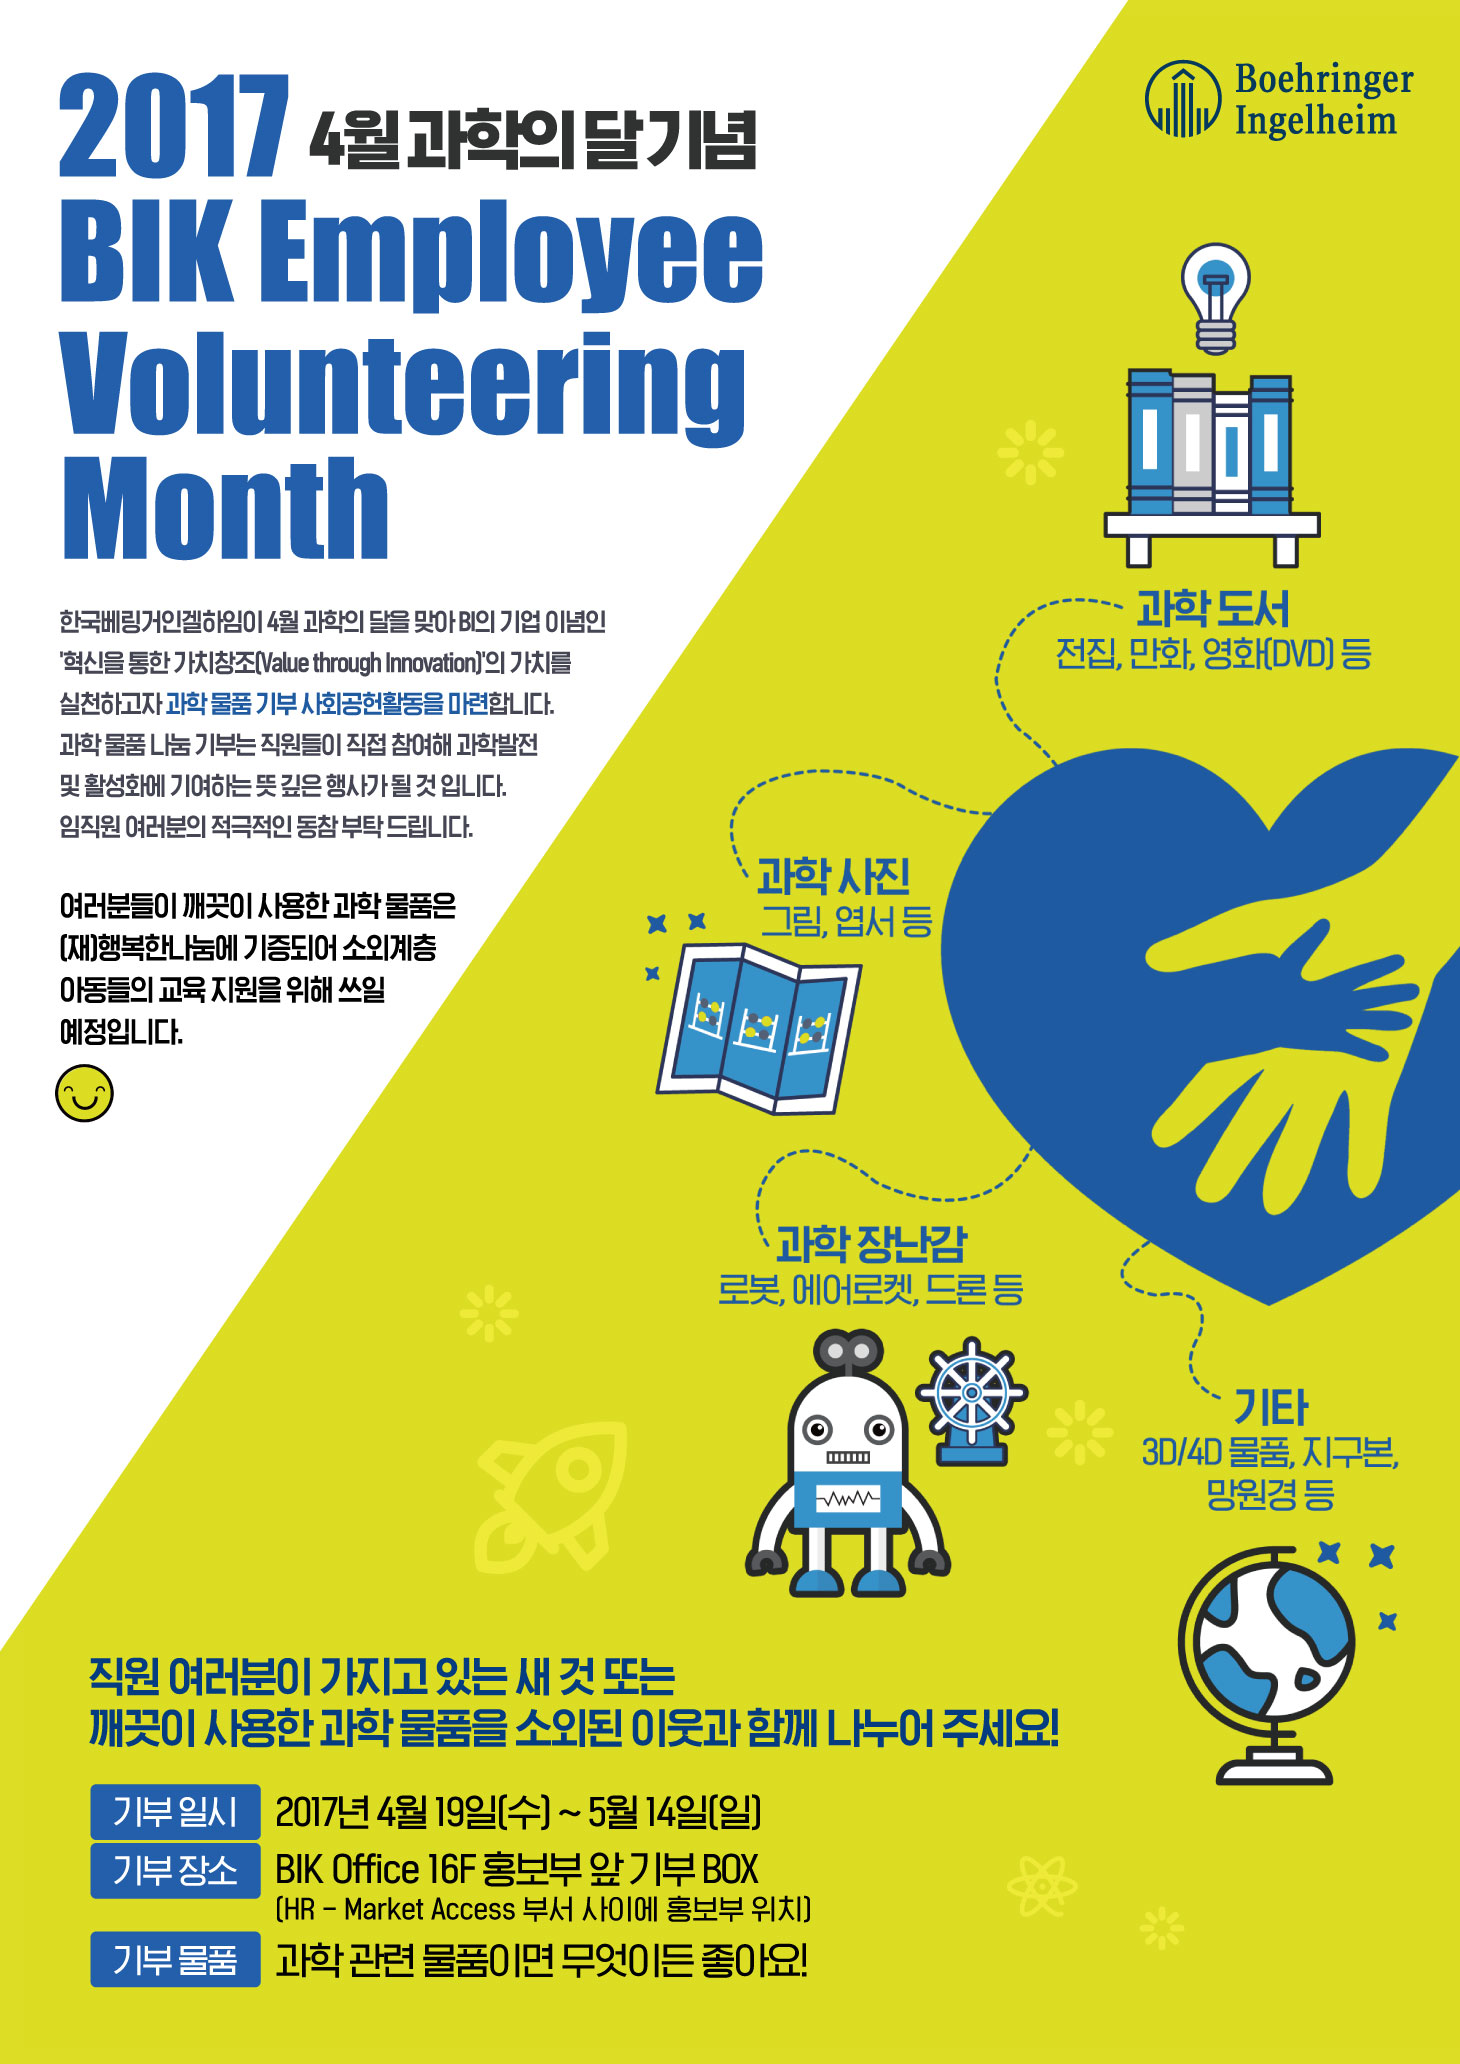 2017 4월 과학의 달 기념
BIK Employee
Volunteering
Month
Boehringer
Ingelheim
한국베링거인겔하임이 4월 과학의 달을 맞아 BI의 기업 이념인
'혁신을 통한 가치창조(Value through Innovation)'의 가치를
실천하고자 과학 물품 기부 사회공헌활동을 마련합니다.
과학 물품 나눔 기부는 직원들이 직접 참여해 과학발전
및 활성화에 기여하는 뜻 깊은 행사가 될 것 입니다.
임직원 여러분의 적극적인 동참 부탁 드립니다.
여러분들이 깨끗이 사용한 과학 물품은
(재)행복한나눔에 기증되어 소외계층
아동들의 교육 지원을 위해 쓰일
예정입니다.
과학 도서
전집, 만화, 영화(DVD) 등
과학 사진
그림, 엽서 등
과학 장난감
로봇, 에어로켓, 드론 등
기타
3D/4D 물품, 지구본,
망원경 등
직원 여러분이 가지고 있는 새 것 또는
깨끗이 사용한 과학 물품을 소외된 이웃과 함께 나누어 주세요!
기부 일시 2017년 4월 19일(수) ~ 5월 14일(일)
기부 장소 BIK Office 16F 홍보부 앞 기부 BOX
(HR - Market Access 부서 사이에 홍보부 위치)
기부 물품 과학 관련 물품이면 무엇이든 좋아요!